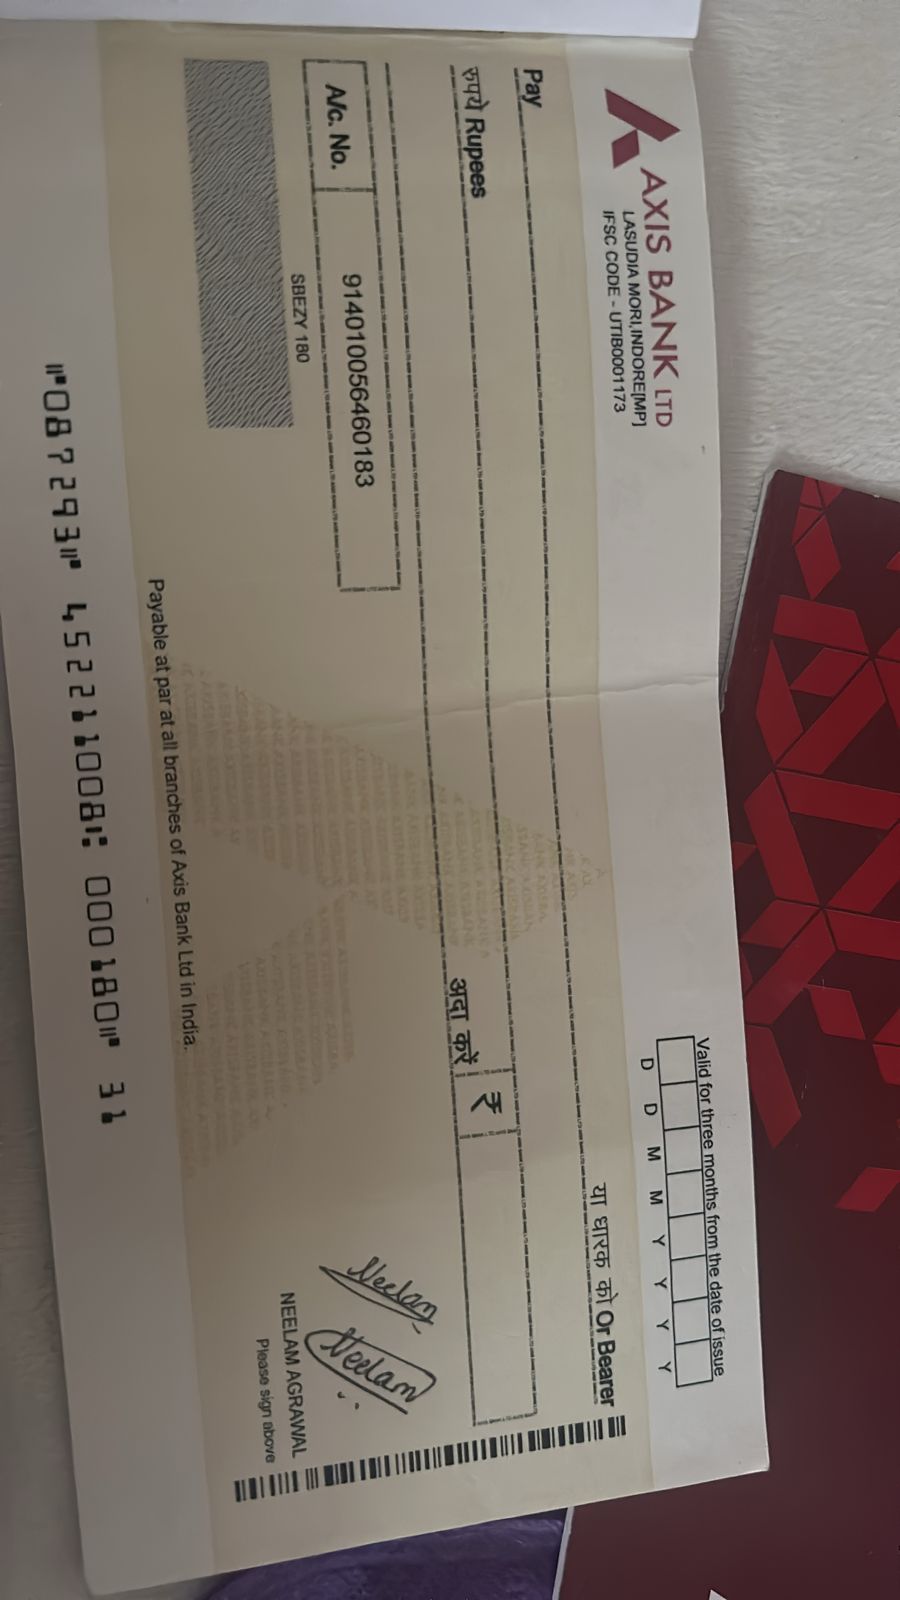 AXIS BANK LTD
LASUDIA MORI,INDORE[MP]
IFSC CODE - UTIB0001173
Valid for three months from the date of issue
D D M M Y Y Y Y
Pay
या धारक को Or Bearer
रुपये Rupees
अदा करें
₹
A/c. No.
914010056460183
SBEZY 180
Neelam
Neelam
NEELAM AGRAWAL
Please sign above
Payable at par at all branches of Axis Bank Ltd in India.
⑈087293⑈ 452211008⑆ 000180⑈ 31